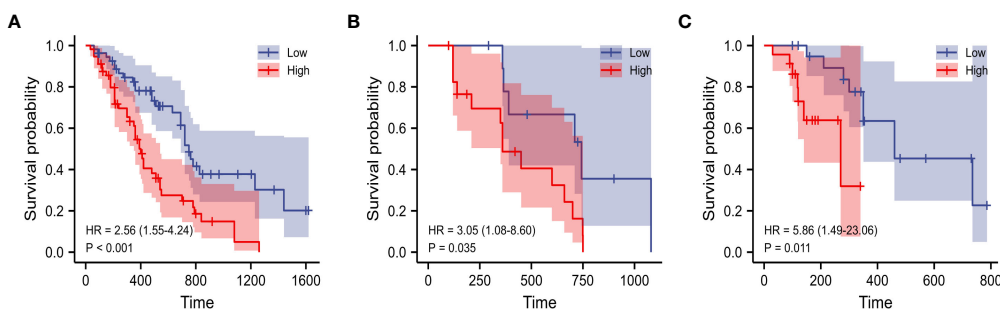 A
Survival probability
1.0
0.8
0.6
0.4
0.2
0.0
Low
High
HR = 2.56 (1.55-4.24)
P < 0.001
0 400 800 1200 1600
Time
B
Survival probability
1.0
0.8
0.6
0.4
0.2
0.0
Low
High
HR = 3.05 (1.08-8.60)
P = 0.035
0 250 500 750 1000
Time
C
Survival probability
1.0
0.8
0.6
0.4
0.2
0.0
Low
High
HR = 5.86 (1.49-23.06)
P = 0.011
0 200 400 600 800
Time